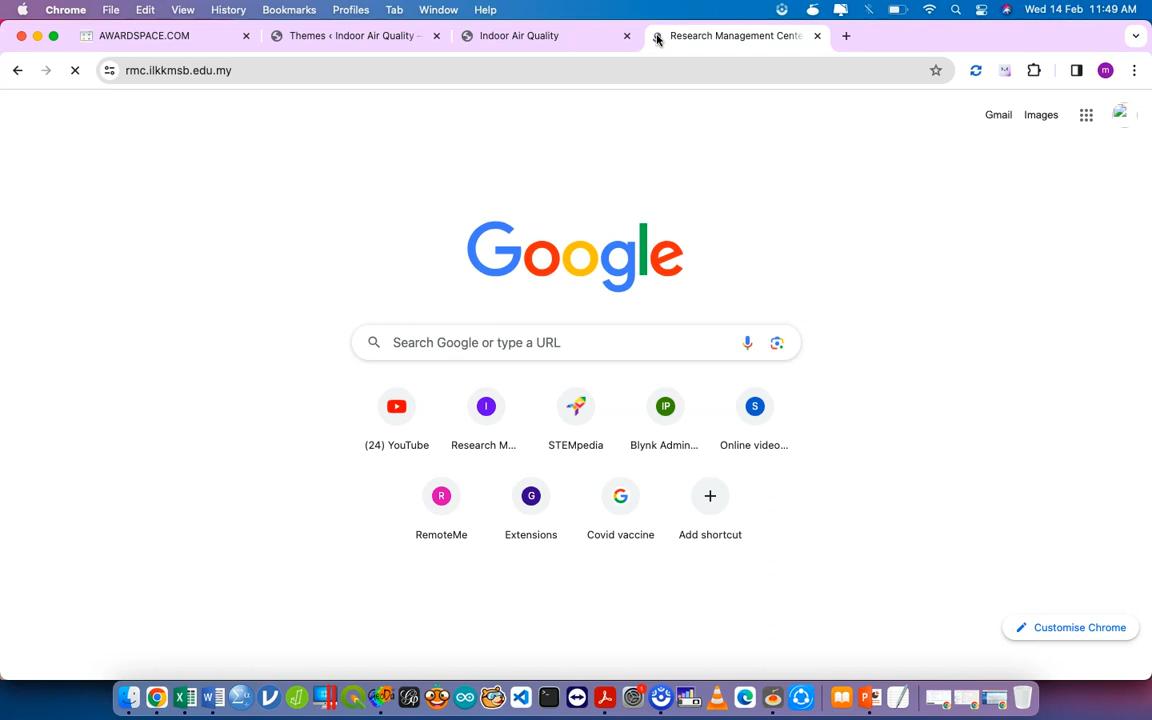 Chrome File Edit View History Bookmarks Profiles Tab Window Help Wed 14 Feb 11:49 AM
AWARDSPACE.COM Themes ‹ Indoor Air Quality – Indoor Air Quality Research Management Cente
rmc.ilkkmsb.edu.my m
Gmail Images
Google
Search Google or type a URL
I IP S
(24) YouTube Research M... STEMpedia Blynk Admin... Online video...
R G G
RemoteMe Extensions Covid vaccine Add shortcut
Customise Chrome